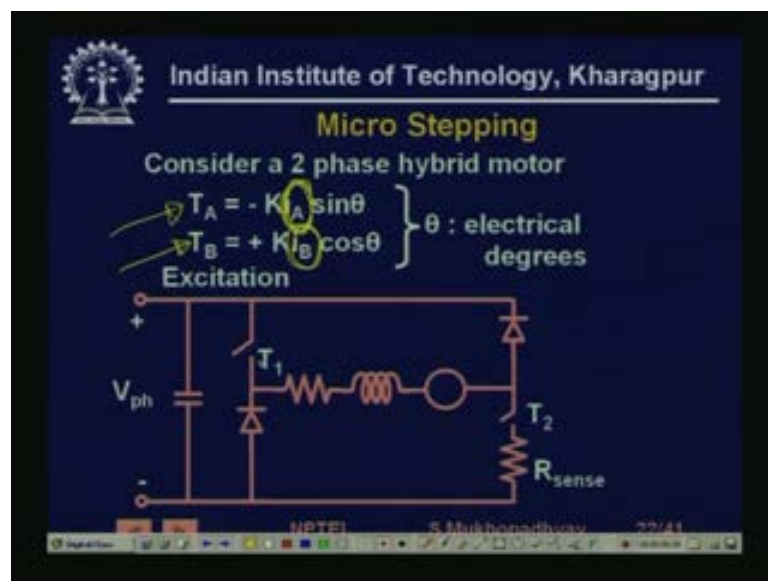 Indian Institute of Technology, Kharagpur
Micro Stepping
Consider a 2 phase hybrid motor
T_A = - Ki_A sinθ
T_B = + Ki_B cosθ
θ : electrical
degrees
Excitation
+
T_1
V_ph
T_2
-
R_sense
NPTEL S.Mukhopadhyay 22/41